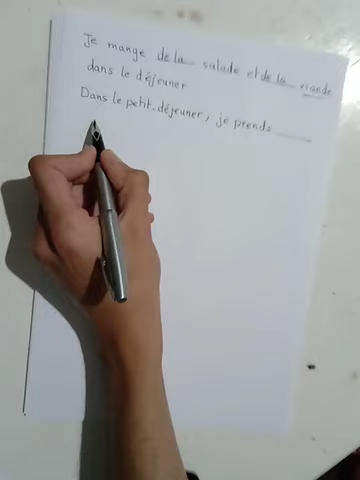 Je mange de la salade et de la viande
dans le déjeuner
Dans le petit-déjeuner, je prends